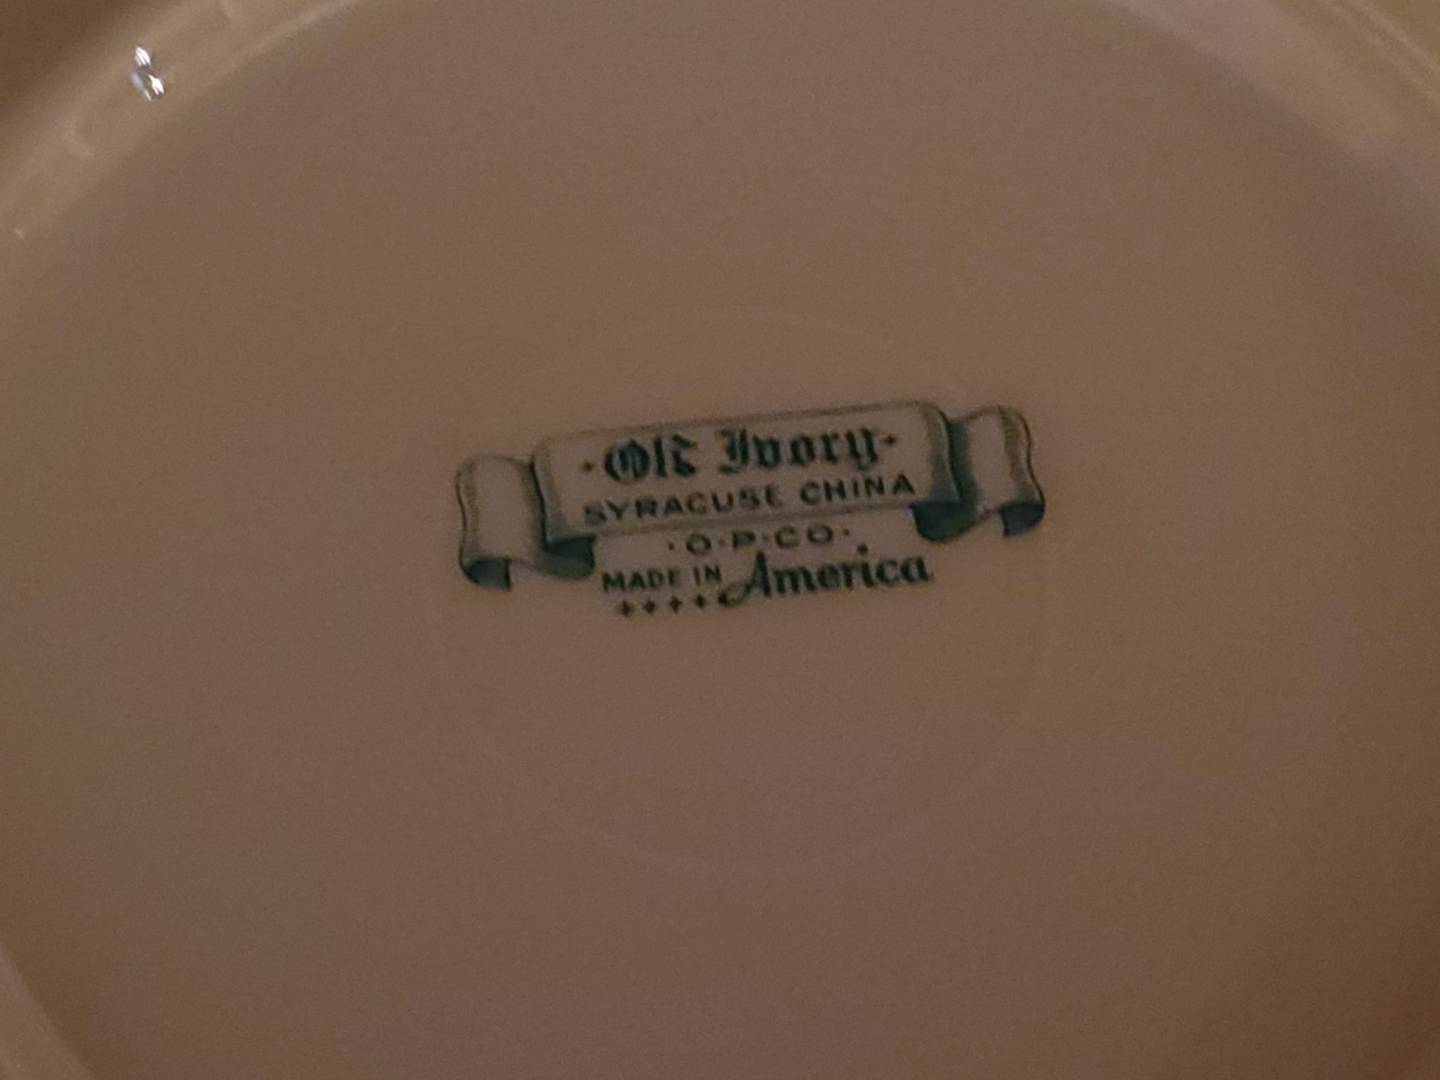 ·Old Ivory·
SYRACUSE CHINA
·O·P·CO·
MADE IN America
++++